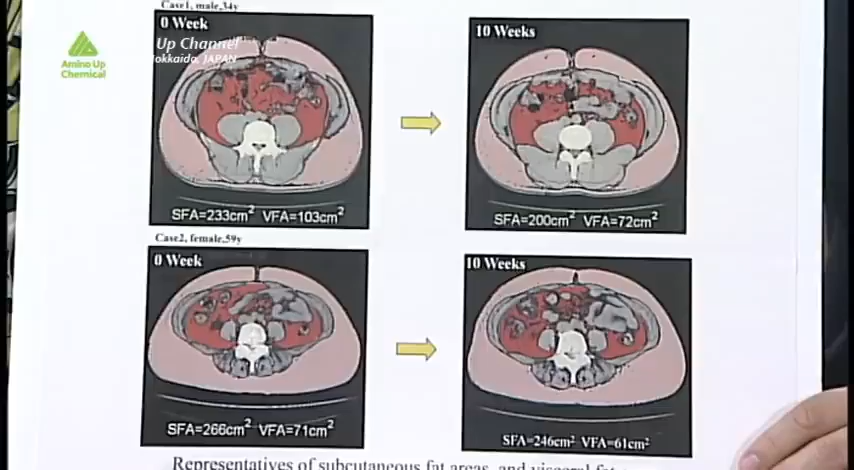 Case1, male,34y
0 Week
10 Weeks
Up Channel
Hokkaido, JAPAN
Amino Up
Chemical
SFA=233cm2 VFA=103cm2
SFA=200cm2 VFA=72cm2
Case2, female,59y
0 Week
10 Weeks
SFA=266cm2 VFA=71cm2
SFA=246cm2 VFA=61cm2
Representatives of subcutaneous fat areas, and visceral fat